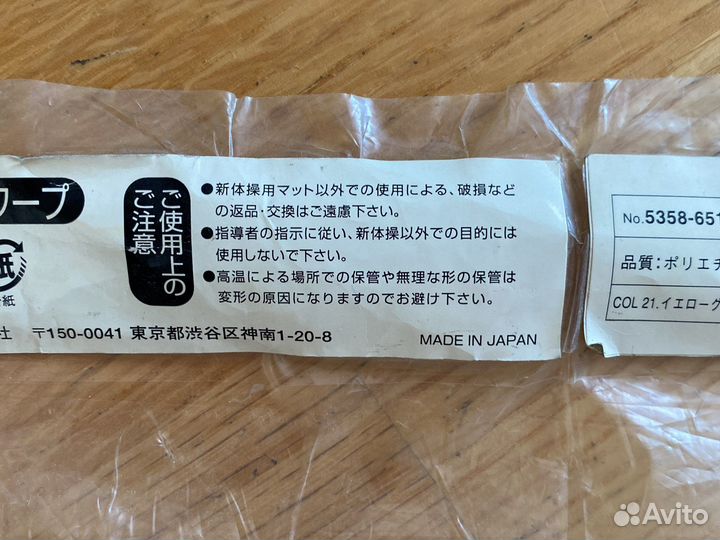 ープ
ご使用上の
ご注意
●新体操用マット以外での使用による、破損など
の返品・交換はご遠慮下さい。
●指導者の指示に従い、新体操以外での目的には
使用しないで下さい。
●高温による場所での保管や無理な形の保管は
変形の原因になりますのでお避け下さい。
紙
紙
社 〒150-0041 東京都渋谷区神南1-20-8
MADE IN JAPAN
No.5358-651
品質:ポリエチ
COL 21.イエローグ
Avito